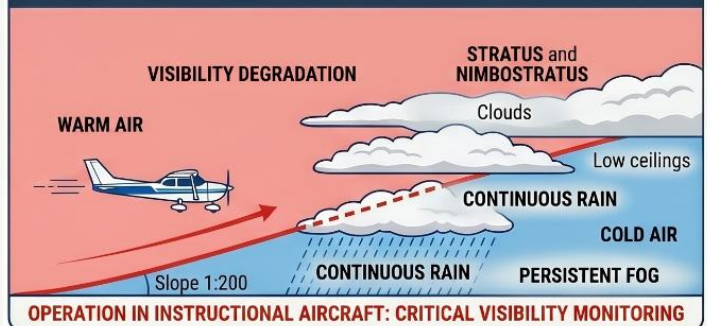 VISIBILITY DEGRADATION
STRATUS and
NIMBOSTRATUS
Clouds
WARM AIR
Low ceilings
CONTINUOUS RAIN
COLD AIR
Slope 1:200
CONTINUOUS RAIN
PERSISTENT FOG
OPERATION IN INSTRUCTIONAL AIRCRAFT: CRITICAL VISIBILITY MONITORING